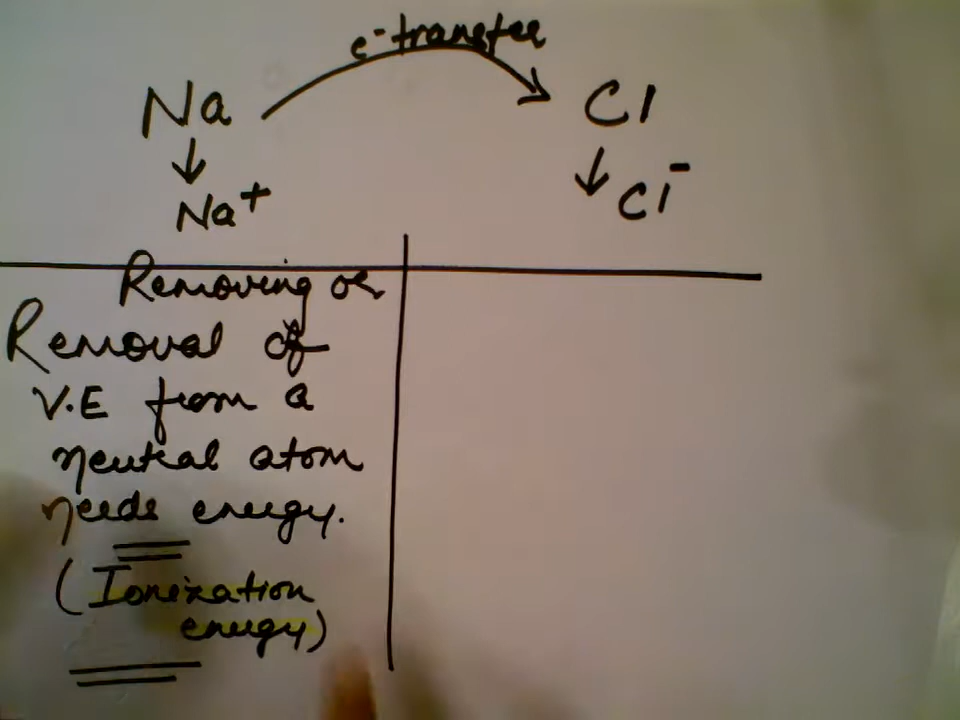 e⁻ transfer
Na Cl
↓ ↓
Na⁺ Cl⁻
Removing or
Removal of
V.E from a
neutral atom
needs energy.
(Ionization
energy)